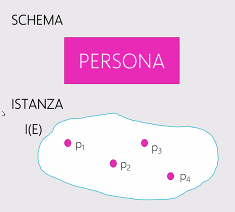 SCHEMA
PERSONA
ISTANZA
I(E)
p₁
p₃
p₂
p₄